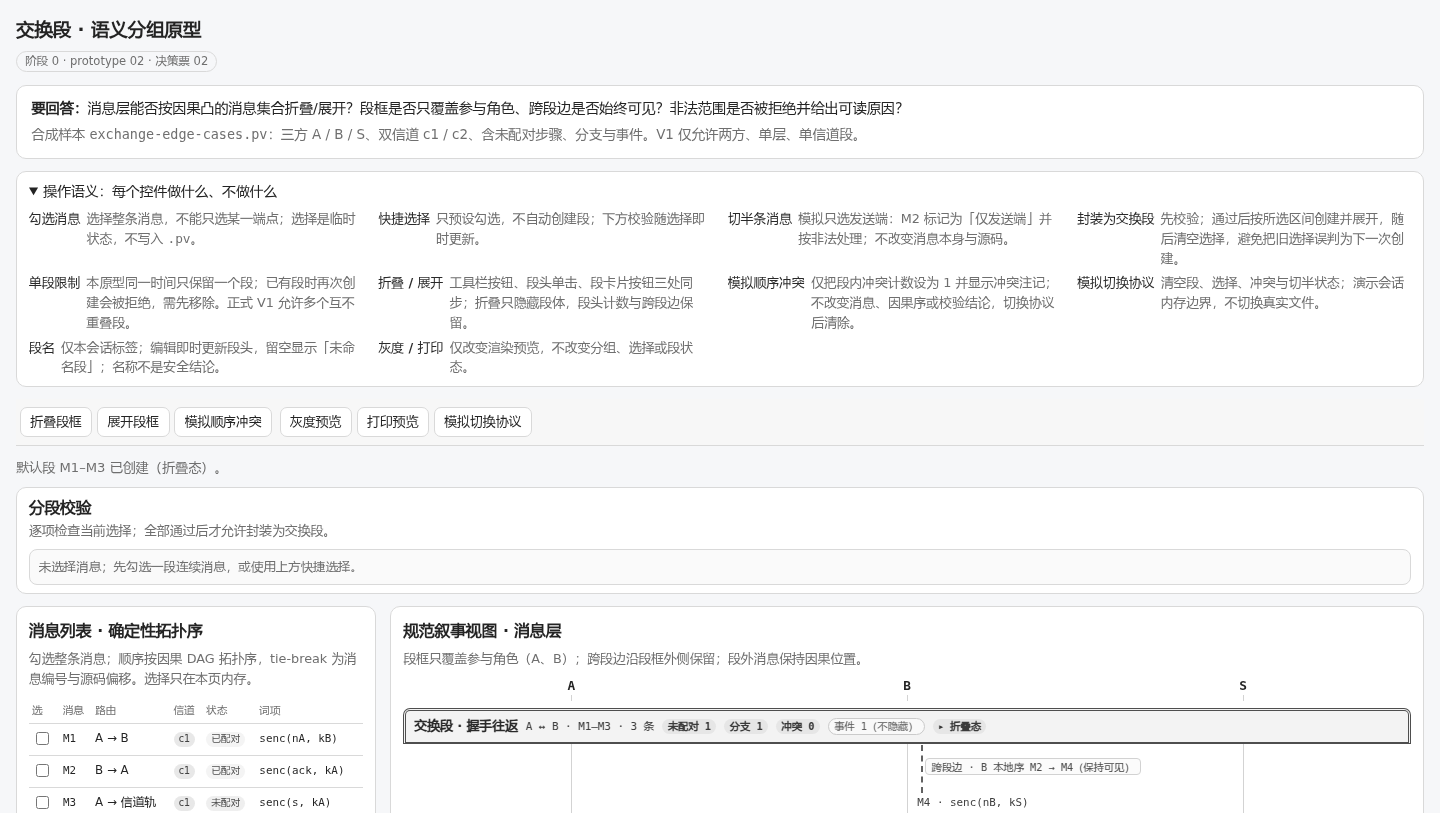 交换段 · 语义分组原型
阶段 0 · prototype 02 · 决策票 02
要回答：消息层能否按因果凸的消息集合折叠/展开？段框是否只覆盖参与角色、跨段边是否始终可见？非法范围是否被拒绝并给出可读原因？
合成样本 exchange-edge-cases.pv：三方 A / B / S、双信道 c1 / c2、含未配对步骤、分支与事件。V1 仅允许两方、单层、单信道段。
▼ 操作语义：每个控件做什么、不做什么
勾选消息 选择整条消息，不能只选某一端点；选择是临时
状态，不写入 .pv。
快捷选择 只预设勾选，不自动创建段；下方校验随选择即
时更新。
切半条消息 模拟只选发送端：M2 标记为「仅发送端」并
按非法处理；不改变消息本身与源码。
封装为交换段 先校验；通过后按所选区间创建并展开，随
后清空选择，避免把旧选择误判为下一次创
建。
单段限制 本原型同一时间只保留一个段；已有段时再次创
建会被拒绝，需先移除。正式 V1 允许多个互不
重叠段。
折叠 / 展开 工具栏按钮、段头单击、段卡片按钮三处同
步；折叠只隐藏段体，段头计数与跨段边保
留。
模拟顺序冲突 仅把段内冲突计数设为 1 并显示冲突注记；
不改变消息、因果序或校验结论，切换协议
后清除。
模拟切换协议 清空段、选择、冲突与切半状态；演示会话
内存边界，不切换真实文件。
段名 仅本会话标签；编辑即时更新段头，留空显示「未命
名段」；名称不是安全结论。
灰度 / 打印 仅改变渲染预览，不改变分组、选择或段状
态。
折叠段框 展开段框 模拟顺序冲突 灰度预览 打印预览 模拟切换协议
默认段 M1–M3 已创建（折叠态）。
分段校验
逐项检查当前选择；全部通过后才允许封装为交换段。
未选择消息；先勾选一段连续消息，或使用上方快捷选择。
消息列表 · 确定性拓扑序
勾选整条消息；顺序按因果 DAG 拓扑序，tie-break 为消
息编号与源码偏移。选择只在本页内存。
选 消息 路由 信道 状态 词项
M1 A → B c1 已配对 senc(nA, kB)
M2 B → A c1 已配对 senc(ack, kA)
M3 A → 信道轨 c1 未配对 senc(s, kA)
规范叙事视图 · 消息层
段框只覆盖参与角色（A、B）；跨段边沿段框外侧保留；段外消息保持因果位置。
A B S
交换段 · 握手往返 A ↔ B · M1–M3 · 3 条 未配对 1 分支 1 冲突 0 事件 1（不隐藏） ▸ 折叠态
跨段边 · B 本地序 M2 → M4（保持可见）
M4 · senc(nB, kS)